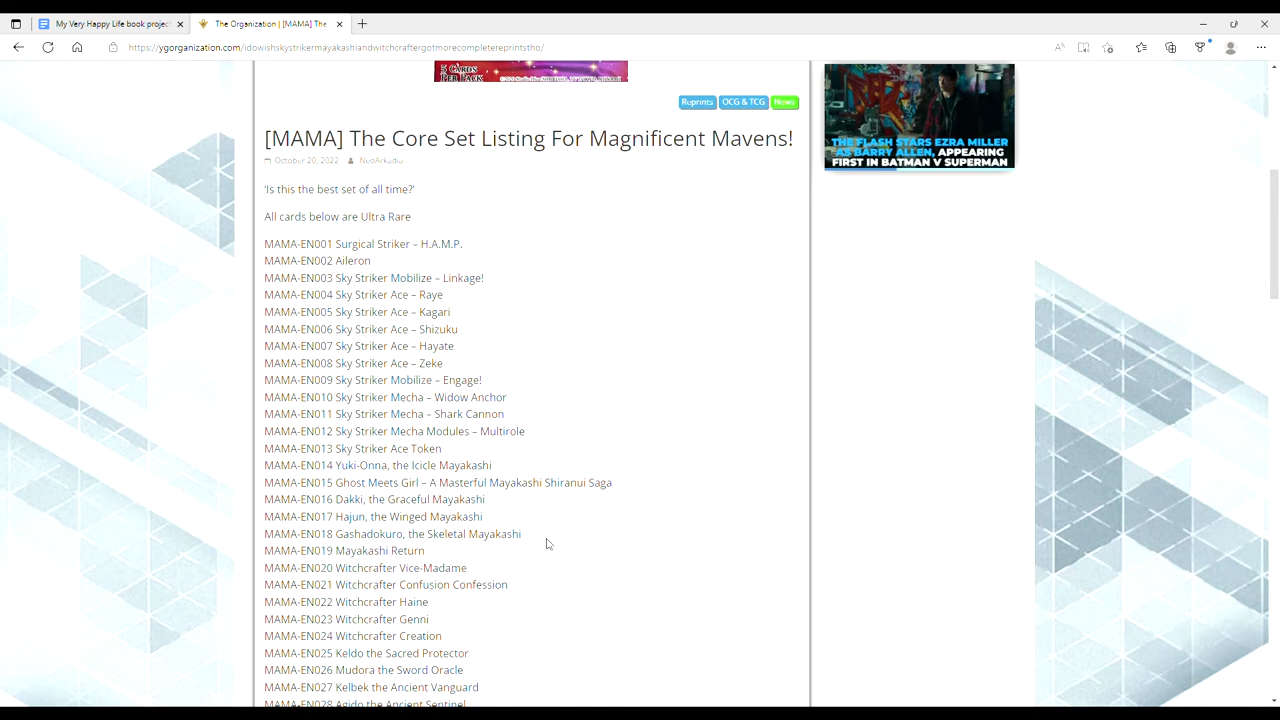 My Very Happy Life book projec
The Organization | [MAMA] The
https://ygorganization.com/idowishskystrikermayakashiandwitchcraftergotmorecompletereprintstho/
5 CARDS
PER PACK
Reprints
OCG & TCG
News
THE FLASH STARS EZRA MILLER
AS BARRY ALLEN, APPEARING
FIRST IN BATMAN V SUPERMAN
[MAMA] The Core Set Listing For Magnificent Mavens!
October 20, 2022 NeoArkadia
‘Is this the best set of all time?’
All cards below are Ultra Rare
MAMA-EN001 Surgical Striker – H.A.M.P.
MAMA-EN002 Aileron
MAMA-EN003 Sky Striker Mobilize – Linkage!
MAMA-EN004 Sky Striker Ace – Raye
MAMA-EN005 Sky Striker Ace – Kagari
MAMA-EN006 Sky Striker Ace – Shizuku
MAMA-EN007 Sky Striker Ace – Hayate
MAMA-EN008 Sky Striker Ace – Zeke
MAMA-EN009 Sky Striker Mobilize – Engage!
MAMA-EN010 Sky Striker Mecha – Widow Anchor
MAMA-EN011 Sky Striker Mecha – Shark Cannon
MAMA-EN012 Sky Striker Mecha Modules – Multirole
MAMA-EN013 Sky Striker Ace Token
MAMA-EN014 Yuki-Onna, the Icicle Mayakashi
MAMA-EN015 Ghost Meets Girl – A Masterful Mayakashi Shiranui Saga
MAMA-EN016 Dakki, the Graceful Mayakashi
MAMA-EN017 Hajun, the Winged Mayakashi
MAMA-EN018 Gashadokuro, the Skeletal Mayakashi
MAMA-EN019 Mayakashi Return
MAMA-EN020 Witchcrafter Vice-Madame
MAMA-EN021 Witchcrafter Confusion Confession
MAMA-EN022 Witchcrafter Haine
MAMA-EN023 Witchcrafter Genni
MAMA-EN024 Witchcrafter Creation
MAMA-EN025 Keldo the Sacred Protector
MAMA-EN026 Mudora the Sword Oracle
MAMA-EN027 Kelbek the Ancient Vanguard
MAMA-EN028 Agido the Ancient Sentinel